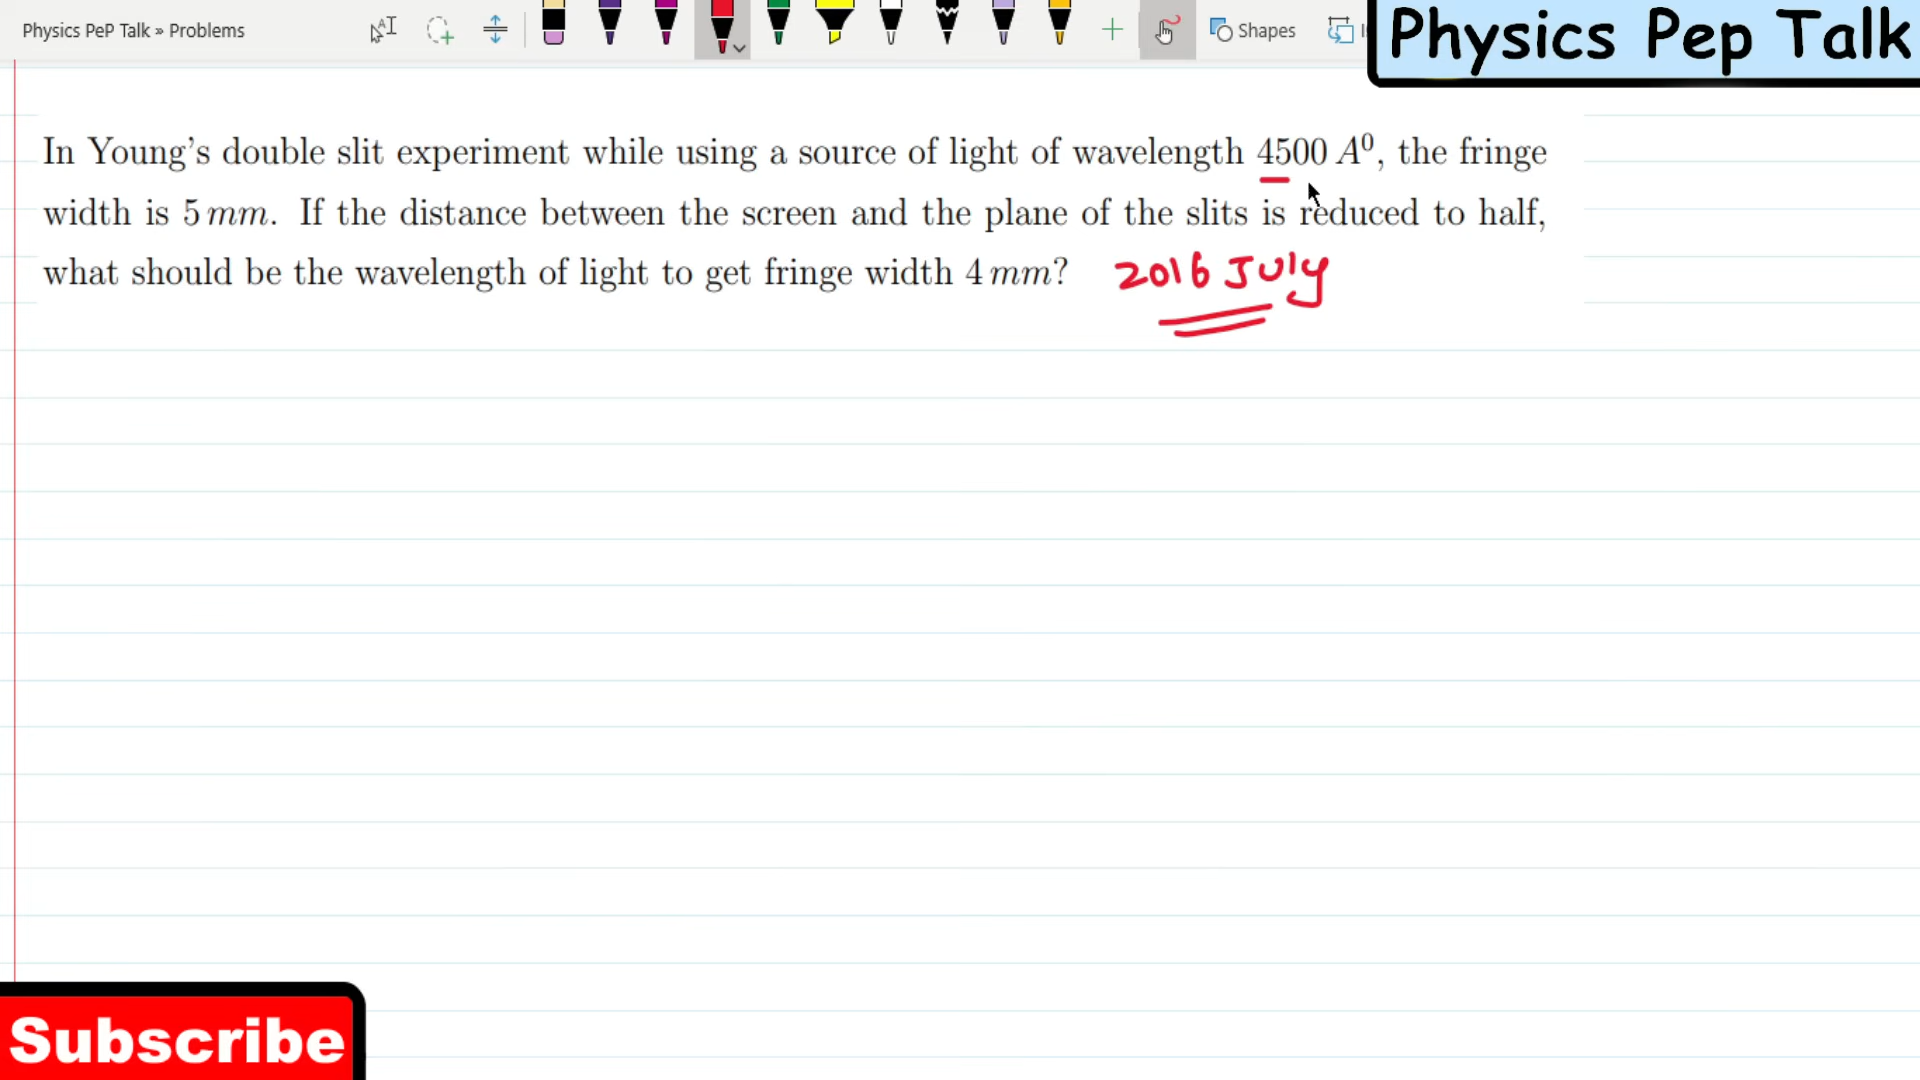 Physics PeP Talk » Problems
Shapes
Physics Pep Talk
In Young's double slit experiment while using a source of light of wavelength 4500 A⁰, the fringe
width is 5 mm. If the distance between the screen and the plane of the slits is reduced to half,
what should be the wavelength of light to get fringe width 4 mm? 2016 July
Subscribe